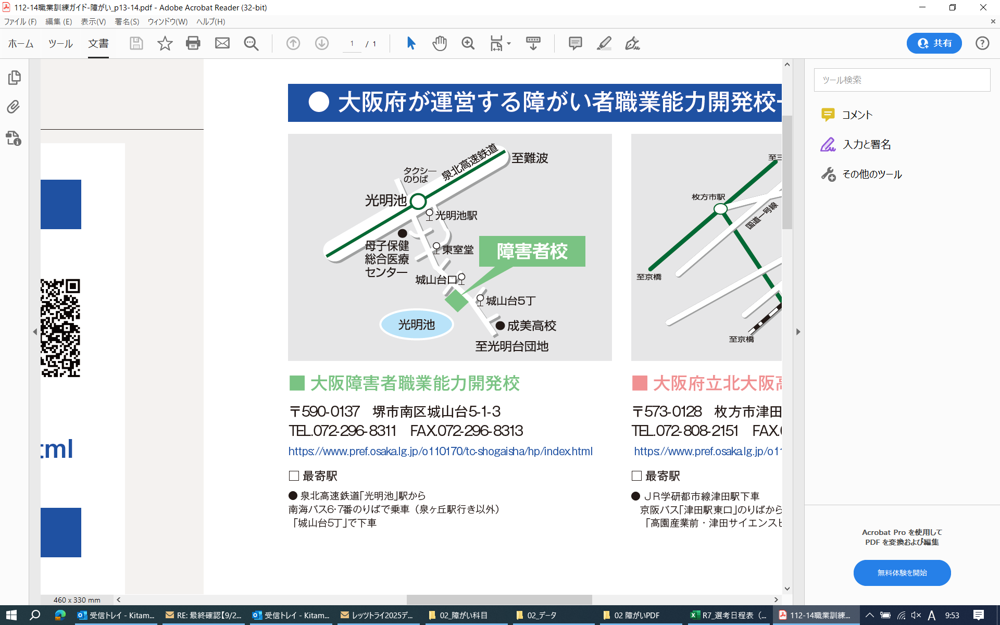 112-14職業訓練ガイド-障がい_p13-14.pdf - Adobe Acrobat Reader (32-bit)
ファイル (F) 編集 (E) 表示(V) 署名(S) ウィンドウ(W) ヘルプ(H)
ホーム ツール 文書 1 / 1 共有
ツール検索
コメント
入力と署名
その他のツール
● 大阪府が運営する障がい者職業能力開発校
至難波
泉北高速鉄道
タクシー
のりば
光明池
光明池駅
母子保健
総合医療
センター
東室堂
障害者校
城山台口
城山台5丁
光明池
成美高校
至光明台団地
枚方市駅
国道一号線
至京橋
至京橋
tml
■ 大阪障害者職業能力開発校
〒590-0137 堺市南区城山台5-1-3
TEL.072-296-8311 FAX.072-296-8313
https://www.pref.osaka.lg.jp/o110170/tc-shogaisha/hp/index.html
□ 最寄駅
● 泉北高速鉄道「光明池」駅から
南海バス6・7番のりばで乗車（泉ヶ丘駅行き以外）
「城山台5丁」で下車
■ 大阪府立北大阪高
〒573-0128 枚方市津田
TEL.072-808-2151 FAX.
https://www.pref.osaka.lg.jp/o11
□ 最寄駅
● JR学研都市線津田駅下車
京阪バス「津田駅東口」のりばから
「高園産業前・津田サイエンスヒ
Acrobat Pro を使用して
PDF を変換および編集
無料体験を開始
460 x 330 mm
受信トレイ - Kitam... RE: 最終確認【9/2... 受信トレイ - Kitam... レッツトライ2025デ... 02_障がい科目 02_データ 02 障がいPDF R7_選考日程表（... 112-14職業訓練... A 9:53